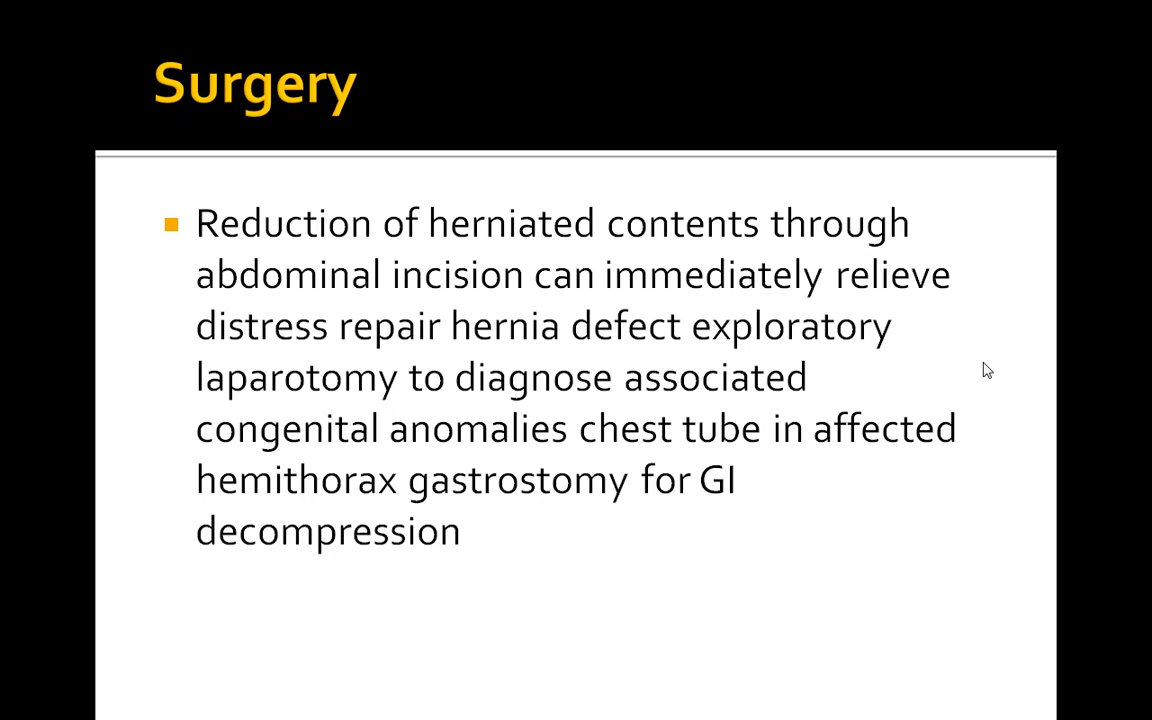 Surgery
Reduction of herniated contents through
abdominal incision can immediately relieve
distress repair hernia defect exploratory
laparotomy to diagnose associated
congenital anomalies chest tube in affected
hemithorax gastrostomy for GI
decompression